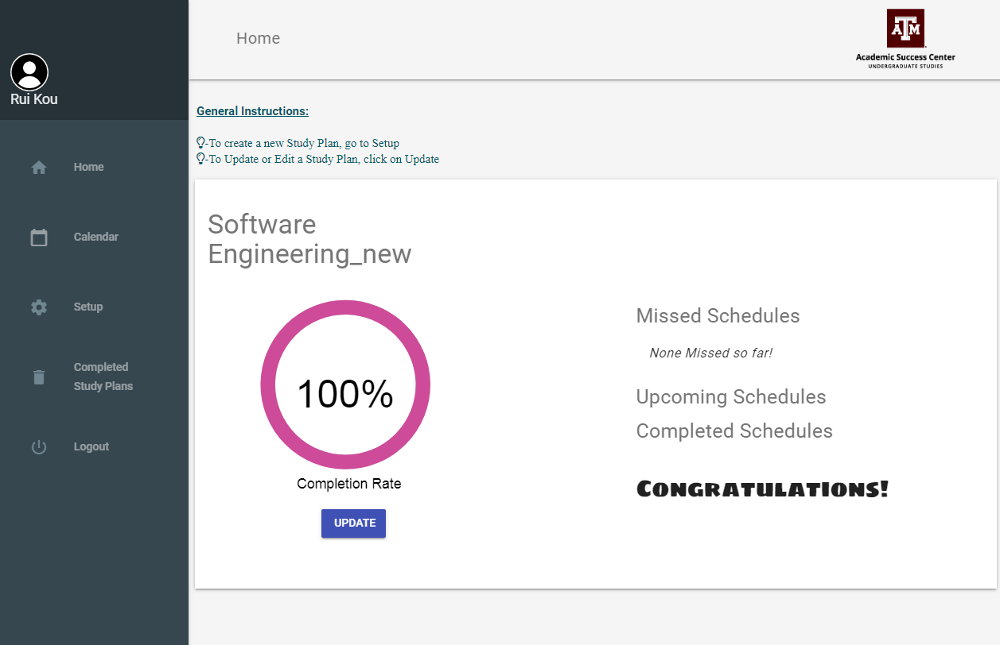 Home
ATM
Academic Success Center
UNDERGRADUATE STUDIES
Rui Kou
Home
Calendar
Setup
Completed
Study Plans
Logout
General Instructions:
-To create a new Study Plan, go to Setup
-To Update or Edit a Study Plan, click on Update
Software
Engineering_new
100%
Completion Rate
UPDATE
Missed Schedules
None Missed so far!
Upcoming Schedules
Completed Schedules
Congratulations!